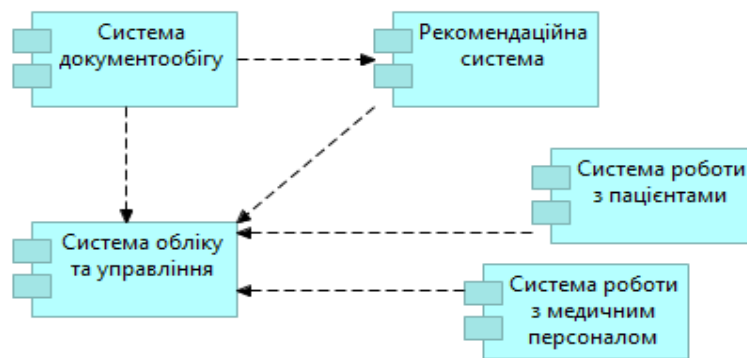 Система
документообігу
Рекомендаційна
система
Система роботи
з пацієнтами
Система обліку
та управління
Система роботи
з медичним
персоналом